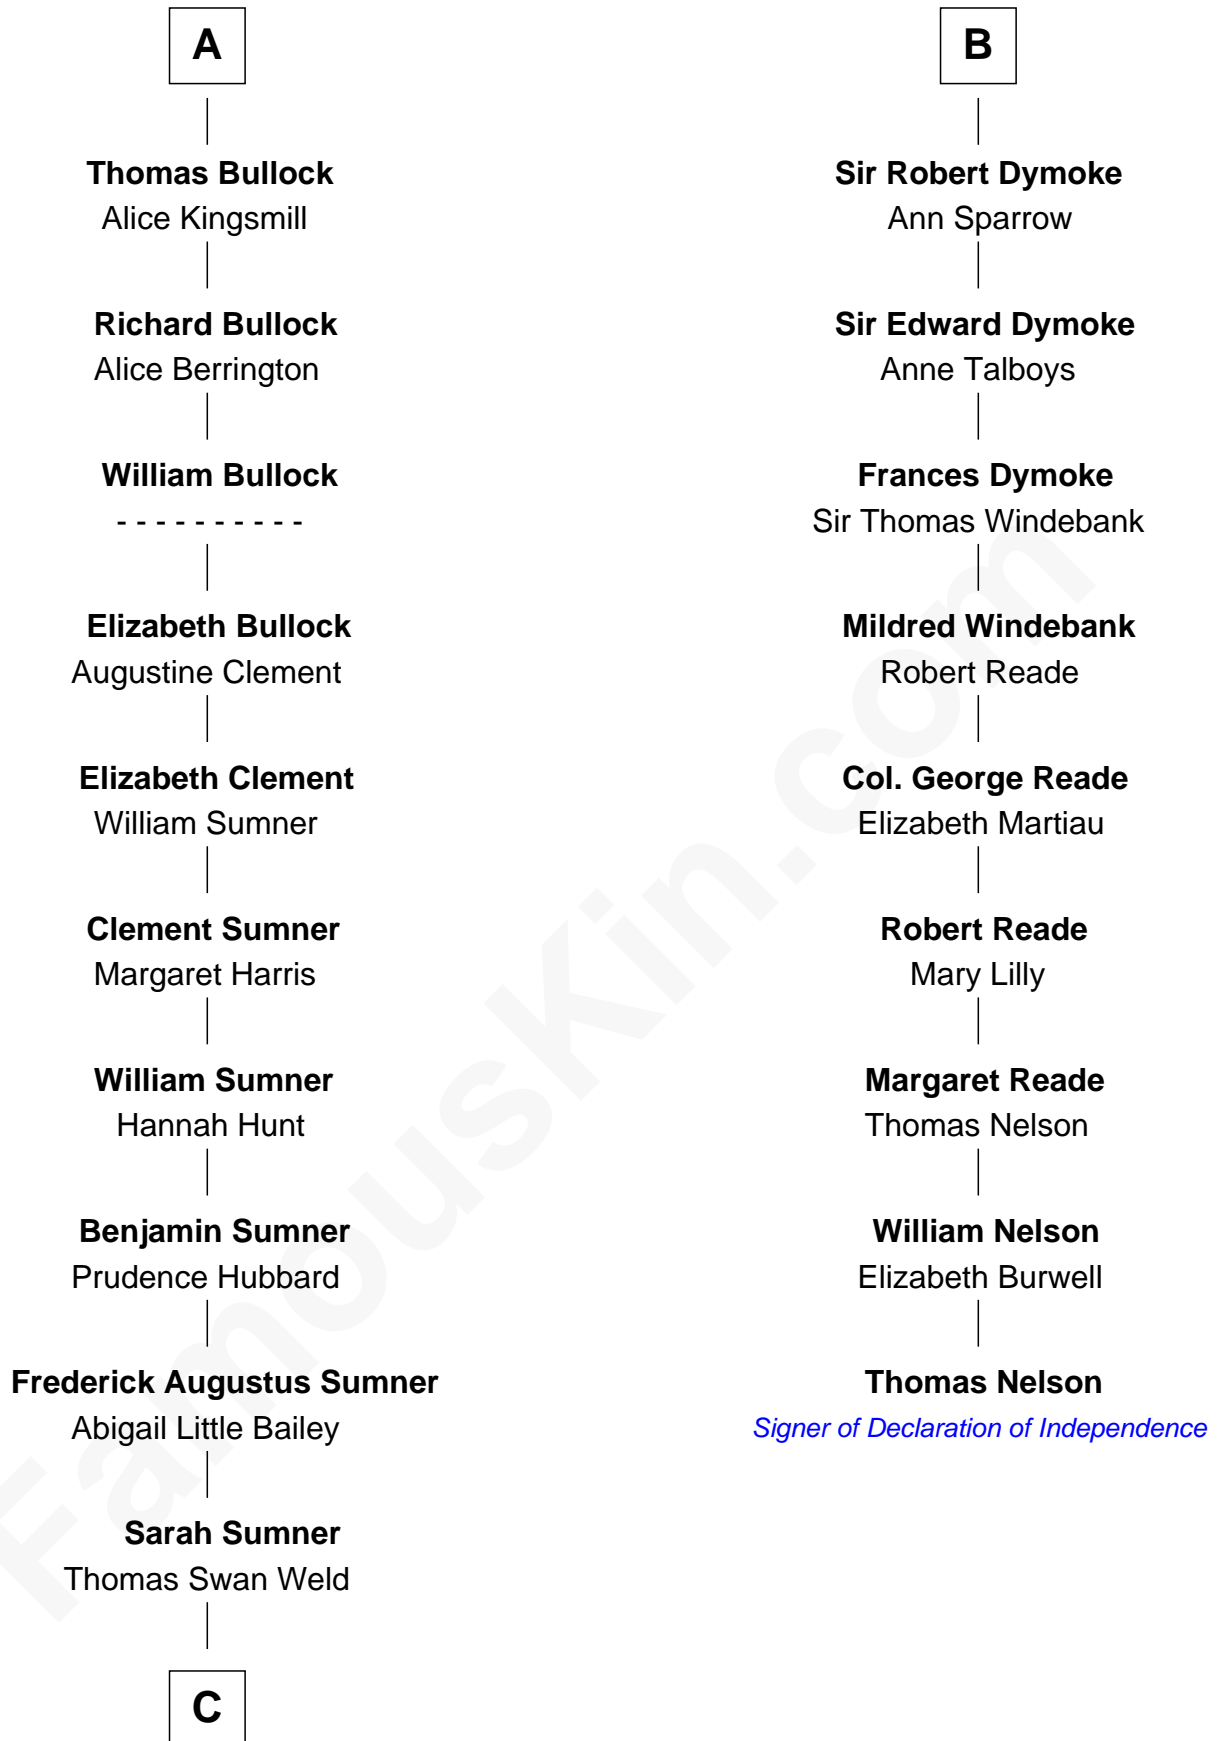 A
Thomas Bullock
Alice Kingsmill
Richard Bullock
Alice Berrington
William Bullock
- - - - - - - - - -
Elizabeth Bullock
Augustine Clement
Elizabeth Clement
William Sumner
Clement Sumner
Margaret Harris
William Sumner
Hannah Hunt
Benjamin Sumner
Prudence Hubbard
Frederick Augustus Sumner
Abigail Little Bailey
Sarah Sumner
Thomas Swan Weld
C
B
Sir Robert Dymoke
Ann Sparrow
Sir Edward Dymoke
Anne Talboys
Frances Dymoke
Sir Thomas Windebank
Mildred Windebank
Robert Reade
Col. George Reade
Elizabeth Martiau
Robert Reade
Mary Lilly
Margaret Reade
Thomas Nelson
William Nelson
Elizabeth Burwell
Thomas Nelson
Signer of Declaration of Independence
FamousKin.com